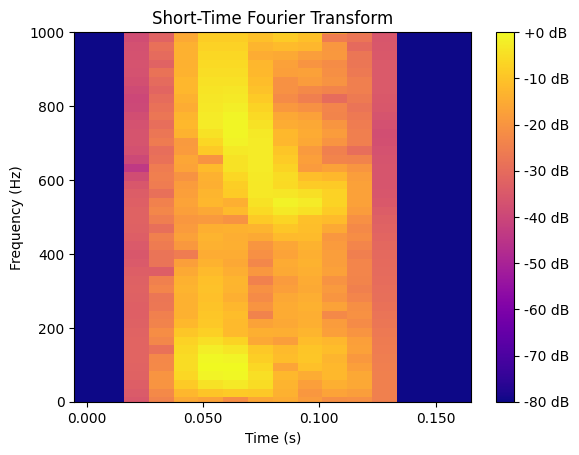 Short-Time Fourier Transform
Frequency (Hz)
1000
800
600
400
200
0
0.000
0.050
0.100
0.150
Time (s)
+0 dB
-10 dB
-20 dB
-30 dB
-40 dB
-50 dB
-60 dB
-70 dB
-80 dB